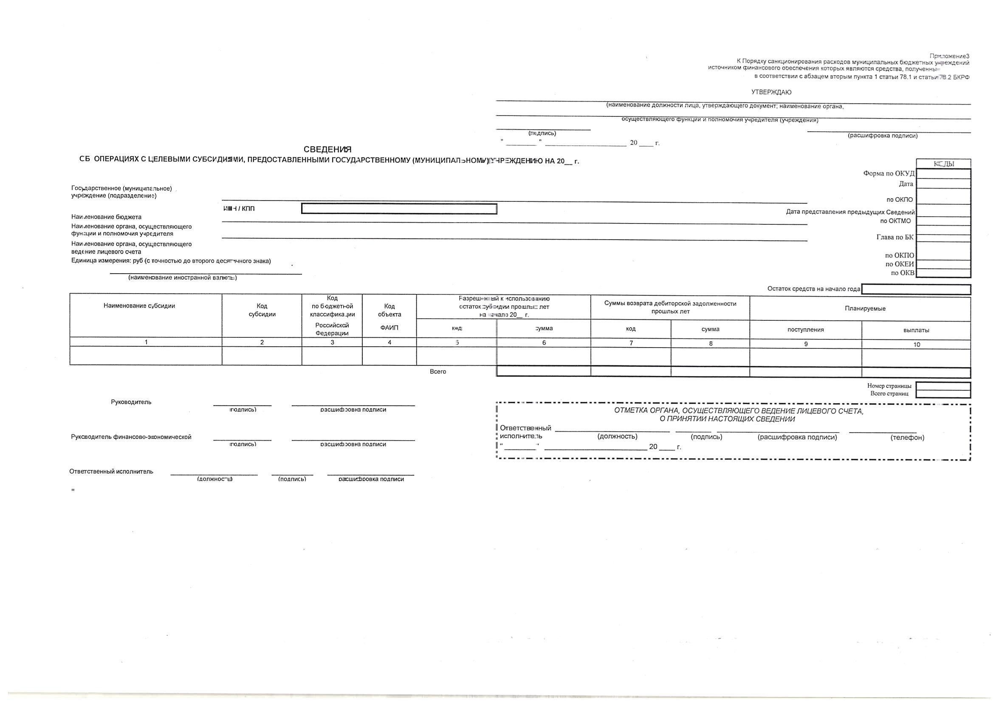 Приложение3
К Порядку санкционирования расходов муниципальных бюджетных учреждений
источником финансового обеспечения которых являются средства, полученны
в соответствии с абзацем вторым пункта 1 статьи 78.1 и статьи 78.2 БКРФ
УТВЕРЖДАЮ
(наименование должности лица, утверждающего документ; наименование органа,
осуществляющего функции и полномочия учредителя (учреждения)
(подпись) (расшифровка подписи)
" ________ " ____________________ 20 ____ г.
СВЕДЕНИЯ
ОБ ОПЕРАЦИЯХ С ЦЕЛЕВЫМИ СУБСИДИЯМИ, ПРЕДОСТАВЛЕННЫМИ ГОСУДАРСТВЕННОМУ (МУНИЦИПАЛЬНОМУ) УЧРЕЖДЕНИЮ НА 20__ г.
КОДЫ
Форма по ОКУД
Дата
Государственное (муниципальное)
учреждение (подразделение)
по ОКПО
ИНН / КПП
Дата представления предыдущих Сведений
Наименование бюджета
по ОКТМО
Наименование органа, осуществляющего
функции и полномочия учредителя
Глава по БК
Наименование органа, осуществляющего
ведение лицевого счета
по ОКПО
Единица измерения: руб (с точностью до второго десятичного знака)
по ОКЕИ
по ОКВ
(наименование иностранной валюты)
Остаток средств на начало года
Наименование субсидии
Код
субсидии
Код
по бюджетной
классификации
Российской
Федерации
Код
объекта
ФАИП
Разрешенный к использованию
остаток субсидии прошлых лет
на начало 20__ г.
Суммы возврата дебиторской задолженности
прошлых лет
Планируемые
код сумма код сумма поступления выплаты
1 2 3 4 5 6 7 8 9 10
Всего
Номер страницы
Всего страниц
Руководитель
подпись) расшифровка подписи
ОТМЕТКА ОРГАНА, ОСУЩЕСТВЛЯЮЩЕГО ВЕДЕНИЕ ЛИЦЕВОГО СЧЕТА,
О ПРИНЯТИИ НАСТОЯЩИХ СВЕДЕНИИ
Ответственный
исполнитель (должность) (подпись) (расшифровка подписи) (телефон)
" ________ " ____________________ 20 ____ г.
Руководитель финансово-экономической
подпись) расшифровка подписи
Ответственный исполнитель
(должность) (подпись) расшифровка подписи
"